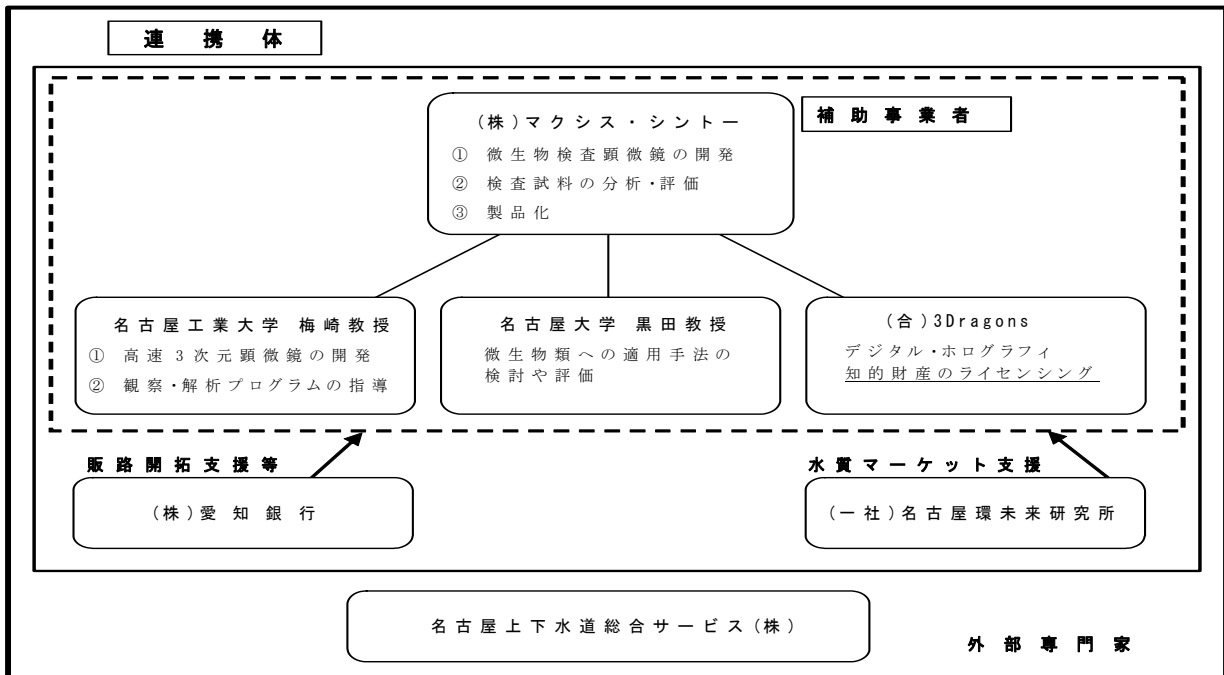 連携体
補助事業者
(株)マクシス・シントー
① 微生物検査顕微鏡の開発
② 検査試料の分析・評価
③ 製品化
名古屋工業大学 梅崎教授
① 高速3次元顕微鏡の開発
② 観察・解析プログラムの指導
名古屋大学 黒田教授
微生物類への適用手法の
検討や評価
(合)3Dragons
デジタル・ホログラフィ
知的財産のライセンシング
販路開拓支援等
(株)愛知銀行
水質マーケット支援
(一社)名古屋環未来研究所
名古屋上下水道総合サービス(株)
外部専門家